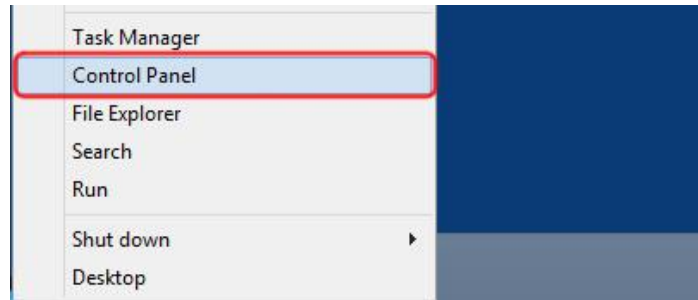 Task Manager
Control Panel
File Explorer
Search
Run
Shut down
Desktop